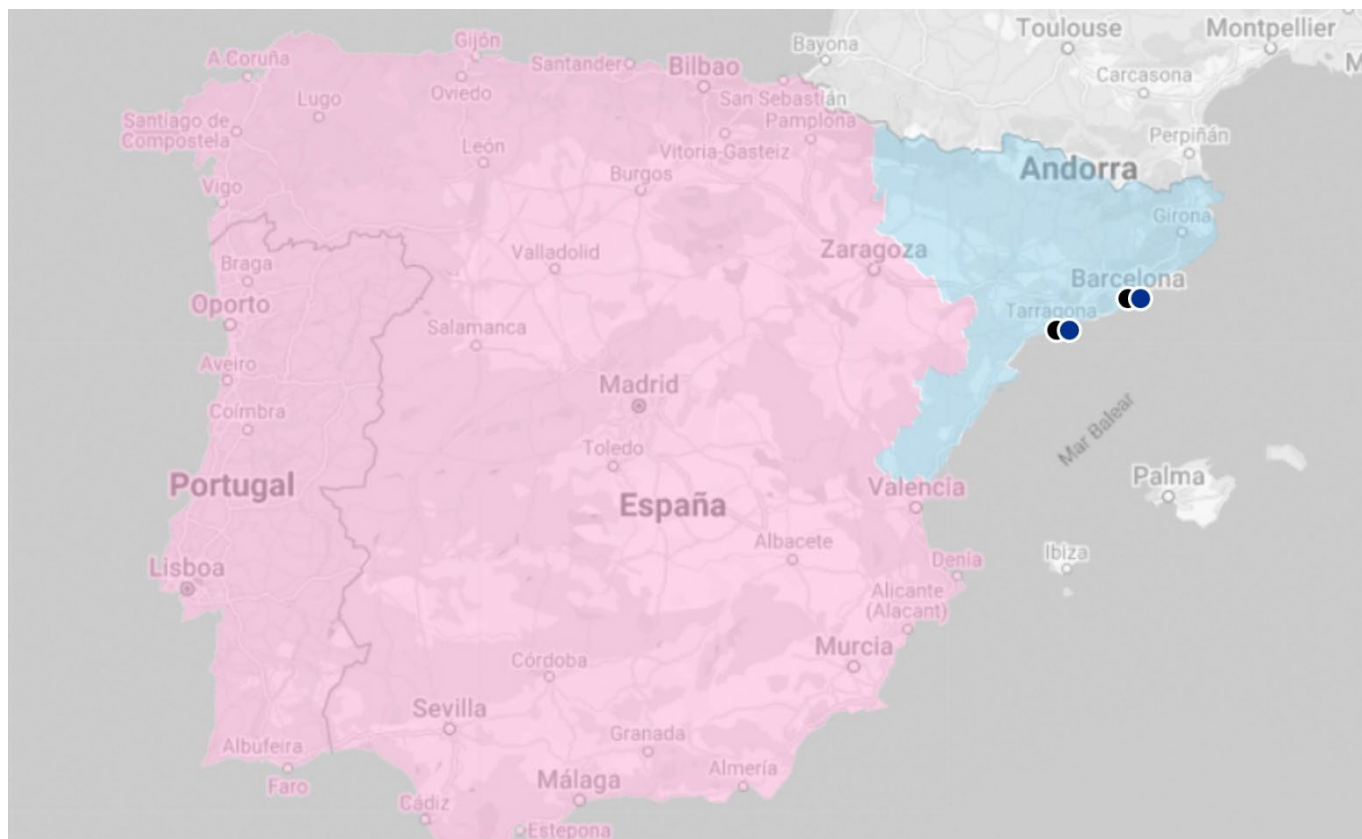 Toulouse
Montpellier
Bayona
Carcasona
Perpiñán
Gijón
A Coruña
Santander
Bilbao
Oviedo
Lugo
San Sebastián
Pamplona
Santiago de
Compostela
León
Vitoria-Gasteiz
Andorra
Burgos
Vigo
Girona
Valladolid
Zaragoza
Braga
Barcelona
Oporto
Tarragona
Salamanca
Aveiro
Madrid
Coímbra
Mar Balear
Toledo
Portugal
Palma
España
Valencia
Albacete
Ibiza
Denia
Lisboa
Alicante
(Alacant)
Murcia
Córdoba
Sevilla
Granada
Albufeira
Almería
Málaga
Faro
Cádiz
Estepona